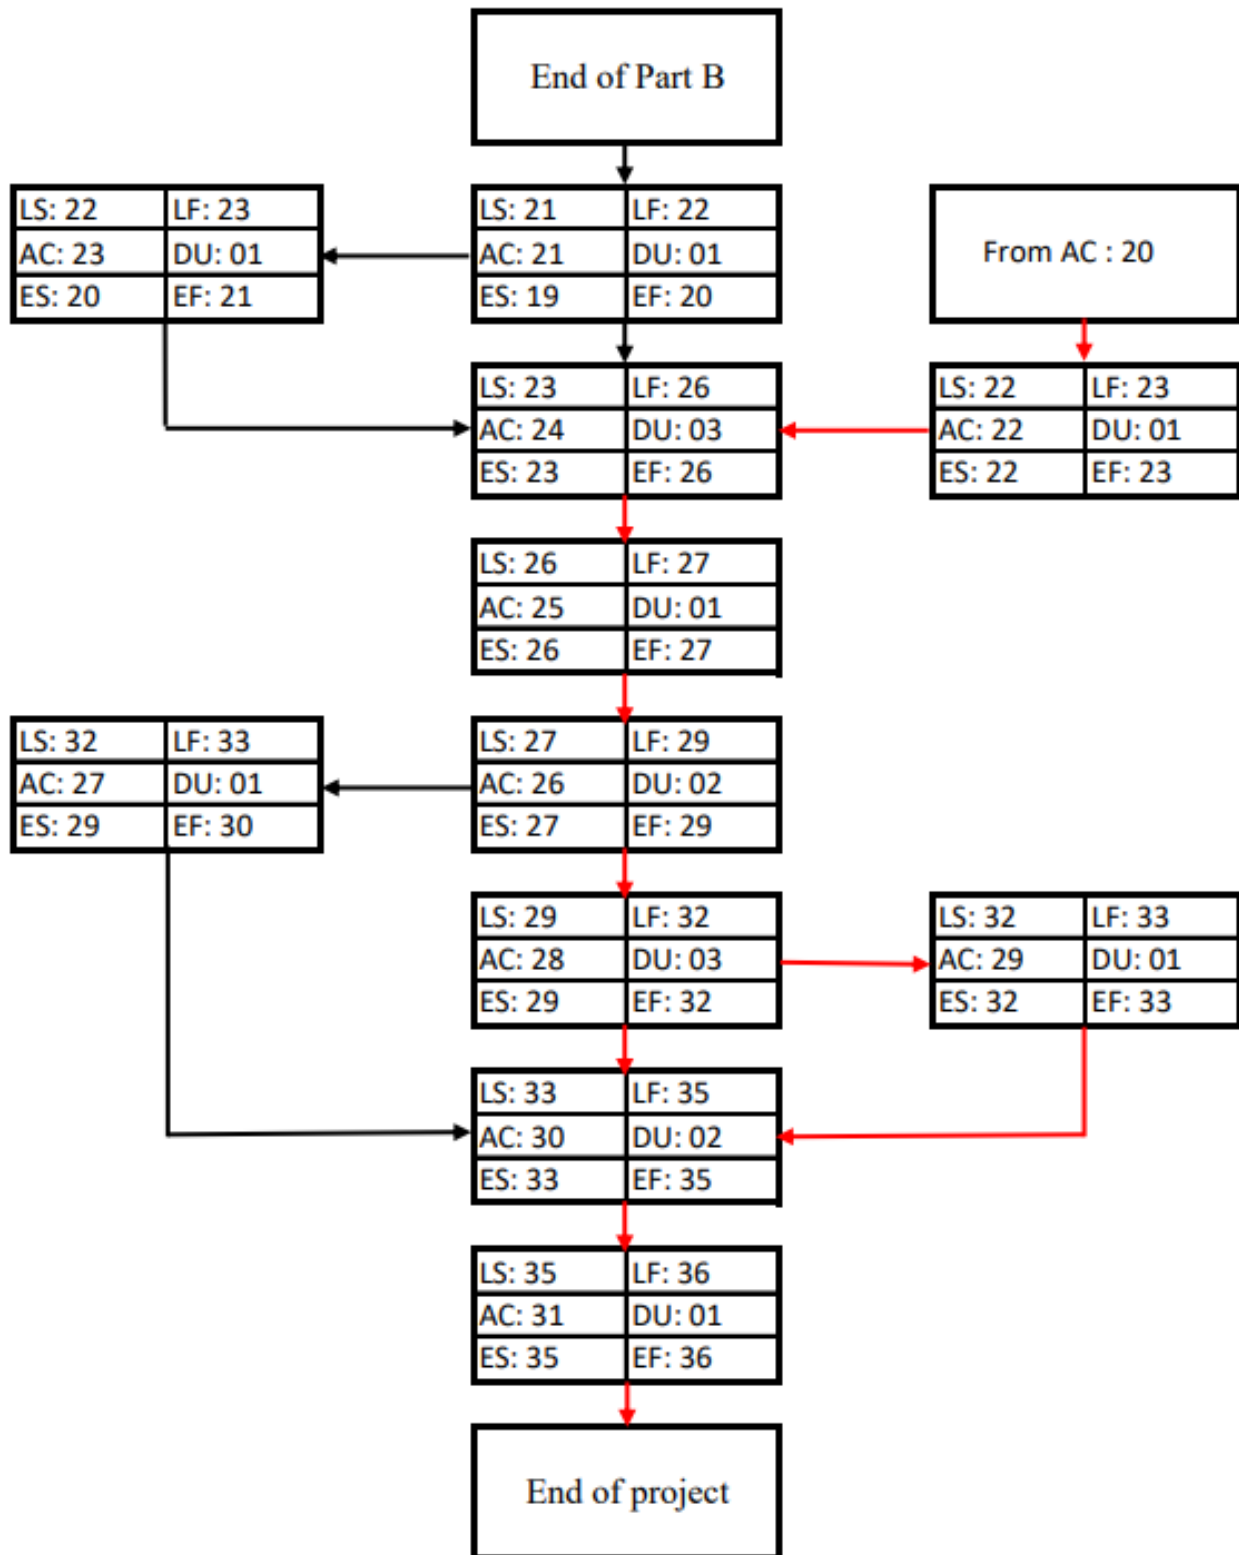 End of Part B
LS: 22 LF: 23
AC: 23 DU: 01
ES: 20 EF: 21
LS: 21 LF: 22
AC: 21 DU: 01
ES: 19 EF: 20
From AC : 20
LS: 23 LF: 26
AC: 24 DU: 03
ES: 23 EF: 26
LS: 22 LF: 23
AC: 22 DU: 01
ES: 22 EF: 23
LS: 26 LF: 27
AC: 25 DU: 01
ES: 26 EF: 27
LS: 32 LF: 33
AC: 27 DU: 01
ES: 29 EF: 30
LS: 27 LF: 29
AC: 26 DU: 02
ES: 27 EF: 29
LS: 29 LF: 32
AC: 28 DU: 03
ES: 29 EF: 32
LS: 32 LF: 33
AC: 29 DU: 01
ES: 32 EF: 33
LS: 33 LF: 35
AC: 30 DU: 02
ES: 33 EF: 35
LS: 35 LF: 36
AC: 31 DU: 01
ES: 35 EF: 36
End of project